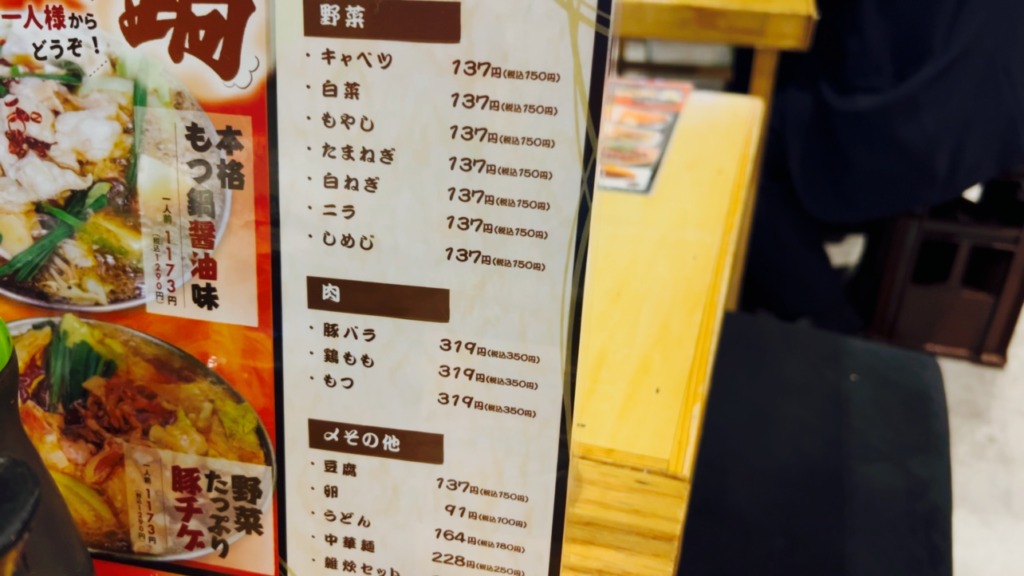 一人様から
どうぞ！
鍋
本格
もつ鍋醤油味
一人前 1173円
(税込1290円)
野菜
たっぷり
豚チゲ
一人前 1173円
(税込1290円)
野菜
・キャベツ 137円(税込150円)
・白菜 137円(税込150円)
・もやし 137円(税込150円)
・たまねぎ 137円(税込150円)
・白ねぎ 137円(税込150円)
・ニラ 137円(税込150円)
・しめじ 137円(税込150円)
肉
・豚バラ 319円(税込350円)
・鶏もも 319円(税込350円)
・もつ 319円(税込350円)
〆その他
・豆腐 137円(税込150円)
・卵 91円(税込100円)
・うどん 164円(税込180円)
・中華麺 228円(税込250円)
・雑炊セット